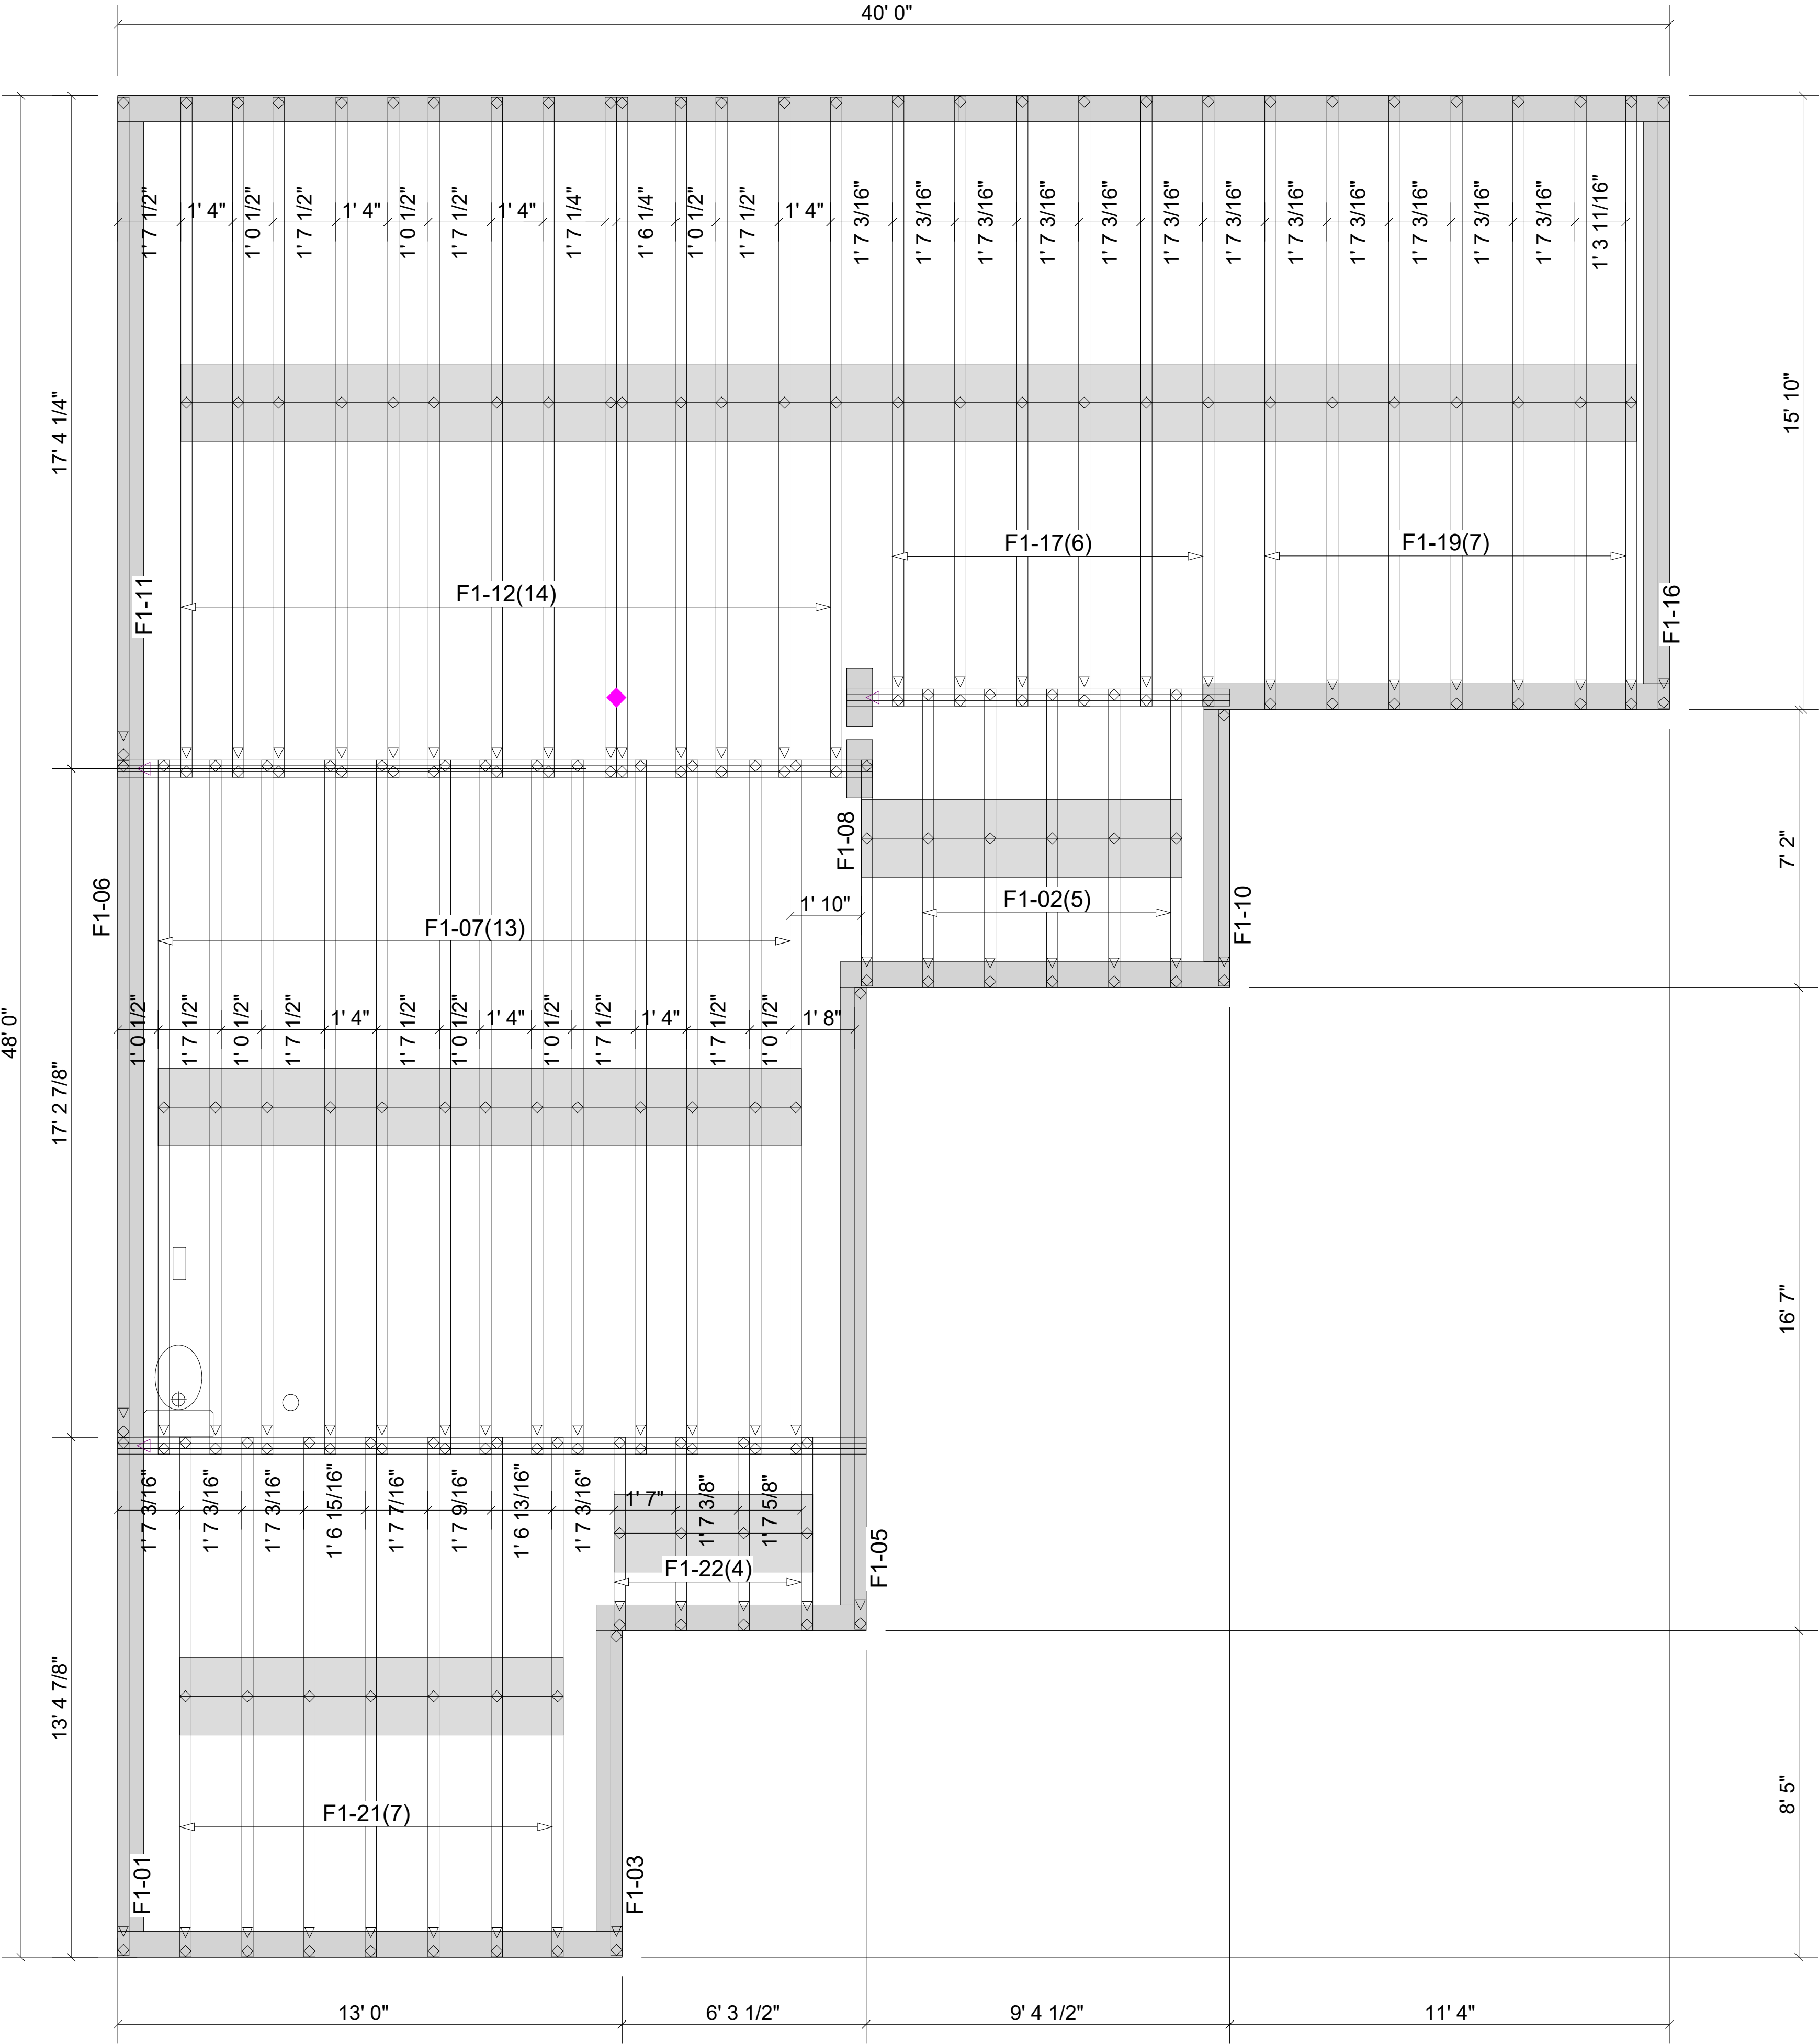 40' 0"
1' 7 1/2"
1' 4"
1' 0 1/2"
1' 7 1/2"
1' 4"
1' 0 1/2"
1' 7 1/2"
1' 4"
1' 7 1/4"
1' 6 1/4"
1' 0 1/2"
1' 7 1/2"
1' 4"
1' 7 3/16"
1' 7 3/16"
1' 7 3/16"
1' 7 3/16"
1' 7 3/16"
1' 7 3/16"
1' 7 3/16"
1' 7 3/16"
1' 7 3/16"
1' 7 3/16"
1' 7 3/16"
1' 7 3/16"
1' 3 11/16"
17' 4 1/4"
15' 10"
F1-17(6)
F1-19(7)
F1-12(14)
F1-11
F1-16
F1-08
7' 2"
F1-06
F1-02(5)
1' 10"
F1-10
F1-07(13)
48' 0"
1' 0 1/2"
1' 7 1/2"
1' 0 1/2"
1' 7 1/2"
1' 4"
1' 7 1/2"
1' 0 1/2"
1' 4"
1' 0 1/2"
1' 7 1/2"
1' 4"
1' 7 1/2"
1' 0 1/2"
1' 8"
17' 2 7/8"
16' 7"
1' 7 3/16"
1' 7 3/16"
1' 7 3/16"
1' 6 15/16"
1' 7 7/16"
1' 7 9/16"
1' 6 13/16"
1' 7 3/16"
1' 7"
1' 7 3/8"
1' 7 5/8"
F1-22(4)
F1-05
13' 4 7/8"
8' 5"
F1-21(7)
F1-01
F1-03
13' 0"
6' 3 1/2"
9' 4 1/2"
11' 4"